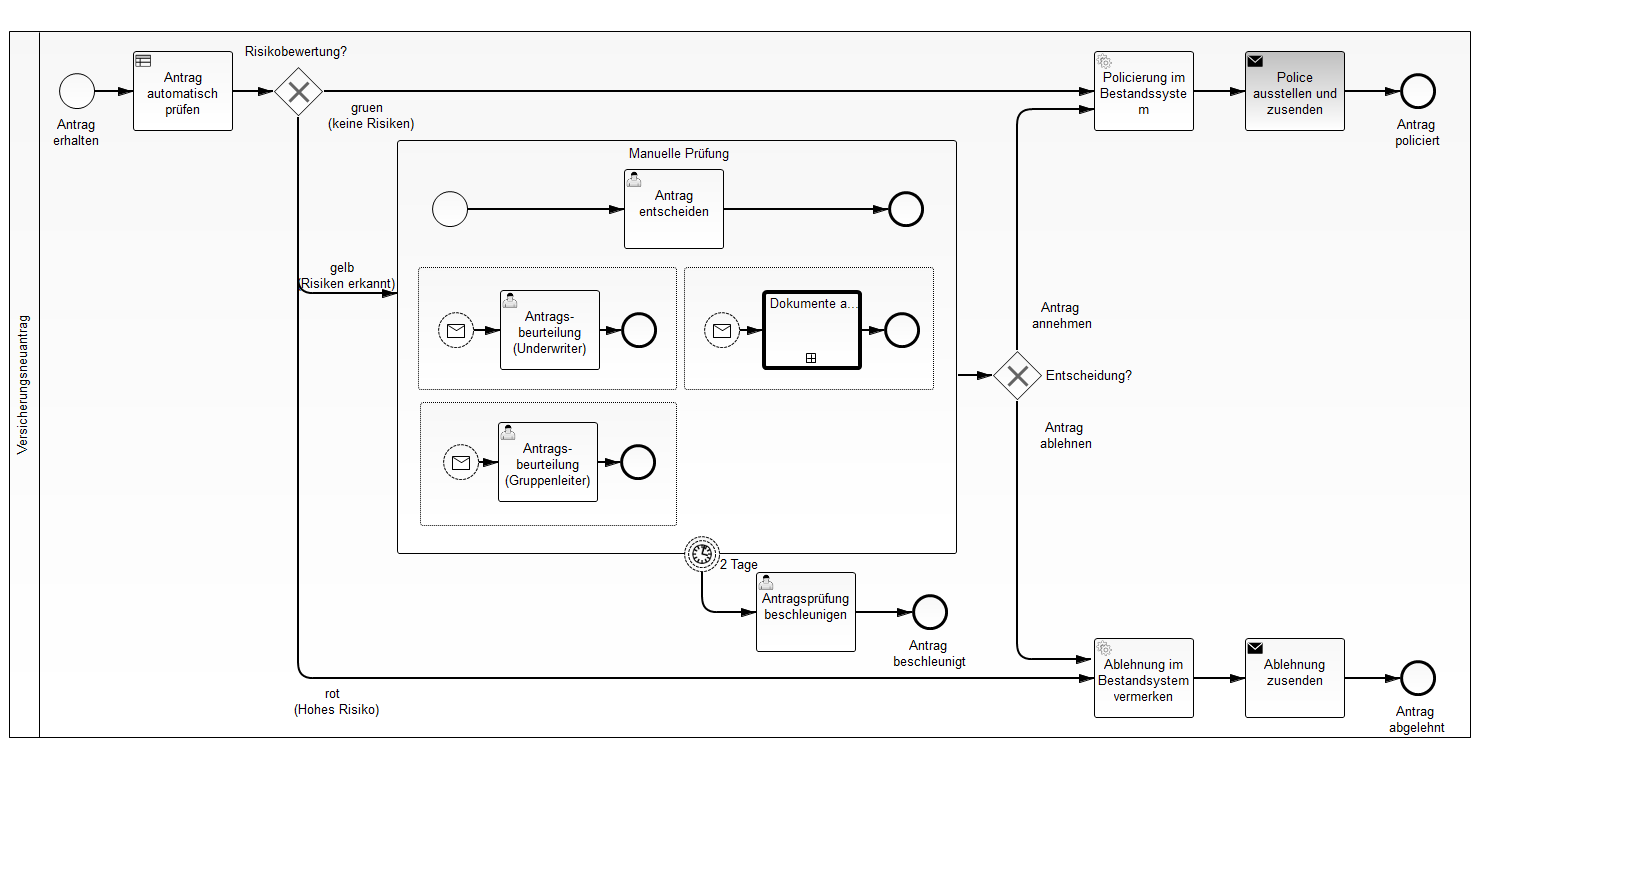 Versicherungsneuantrag
Antrag
erhalten
Antrag
automatisch
prüfen
Risikobewertung?
gruen
(keine Risiken)
gelb
(Risiken erkannt)
rot
(Hohes Risiko)
Manuelle Prüfung
Antrag
entscheiden
Antrags-
beurteilung
(Underwriter)
Dokumente a...
Antrags-
beurteilung
(Gruppenleiter)
2 Tage
Antragsprüfung
beschleunigen
Antrag
beschleunigt
Entscheidung?
Antrag
annehmen
Antrag
ablehnen
Policierung im
Bestandssyste
m
Police
ausstellen und
zusenden
Antrag
policiert
Ablehnung im
Bestandsystem
vermerken
Ablehnung
zusenden
Antrag
abgelehnt